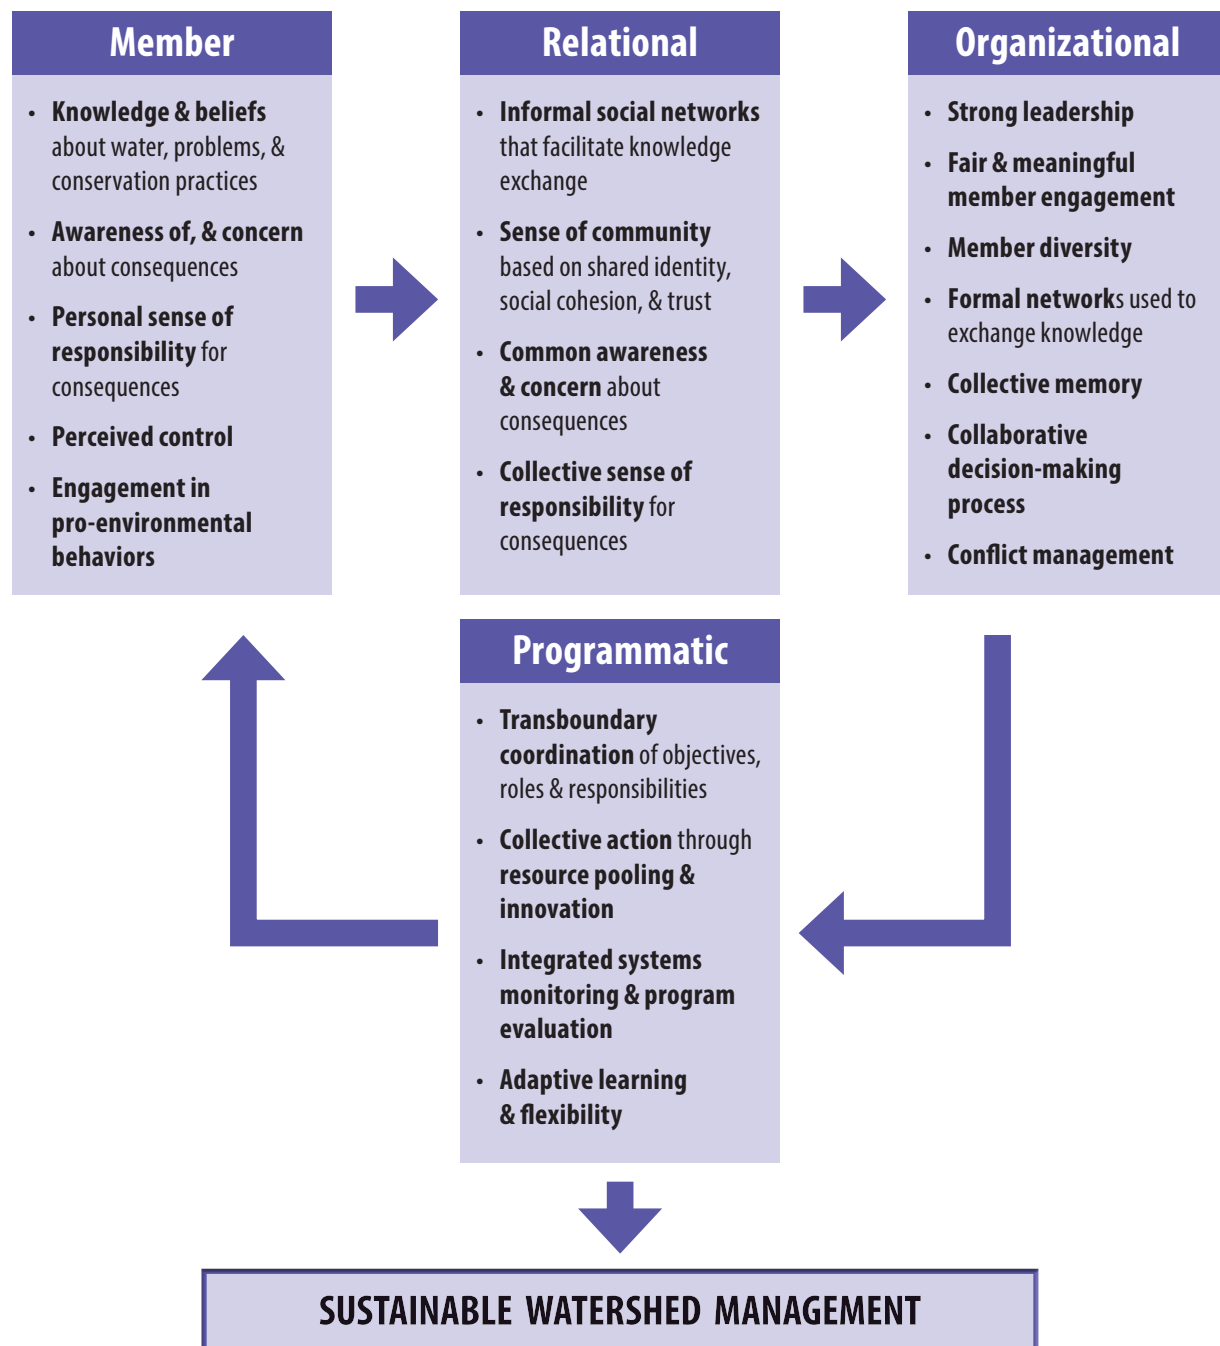 Member
• Knowledge & beliefs
about water, problems, &
conservation practices
• Awareness of, & concern
about consequences
• Personal sense of
responsibility for
consequences
• Perceived control
• Engagement in
pro-environmental
behaviors
Relational
• Informal social networks
that facilitate knowledge
exchange
• Sense of community
based on shared identity,
social cohesion, & trust
• Common awareness
& concern about
consequences
• Collective sense of
responsibility for
consequences
Organizational
• Strong leadership
• Fair & meaningful
member engagement
• Member diversity
• Formal networks used to
exchange knowledge
• Collective memory
• Collaborative
decision-making
process
• Conflict management
Programmatic
• Transboundary
coordination of objectives,
roles & responsibilities
• Collective action through
resource pooling &
innovation
• Integrated systems
monitoring & program
evaluation
• Adaptive learning
& flexibility
SUSTAINABLE WATERSHED MANAGEMENT